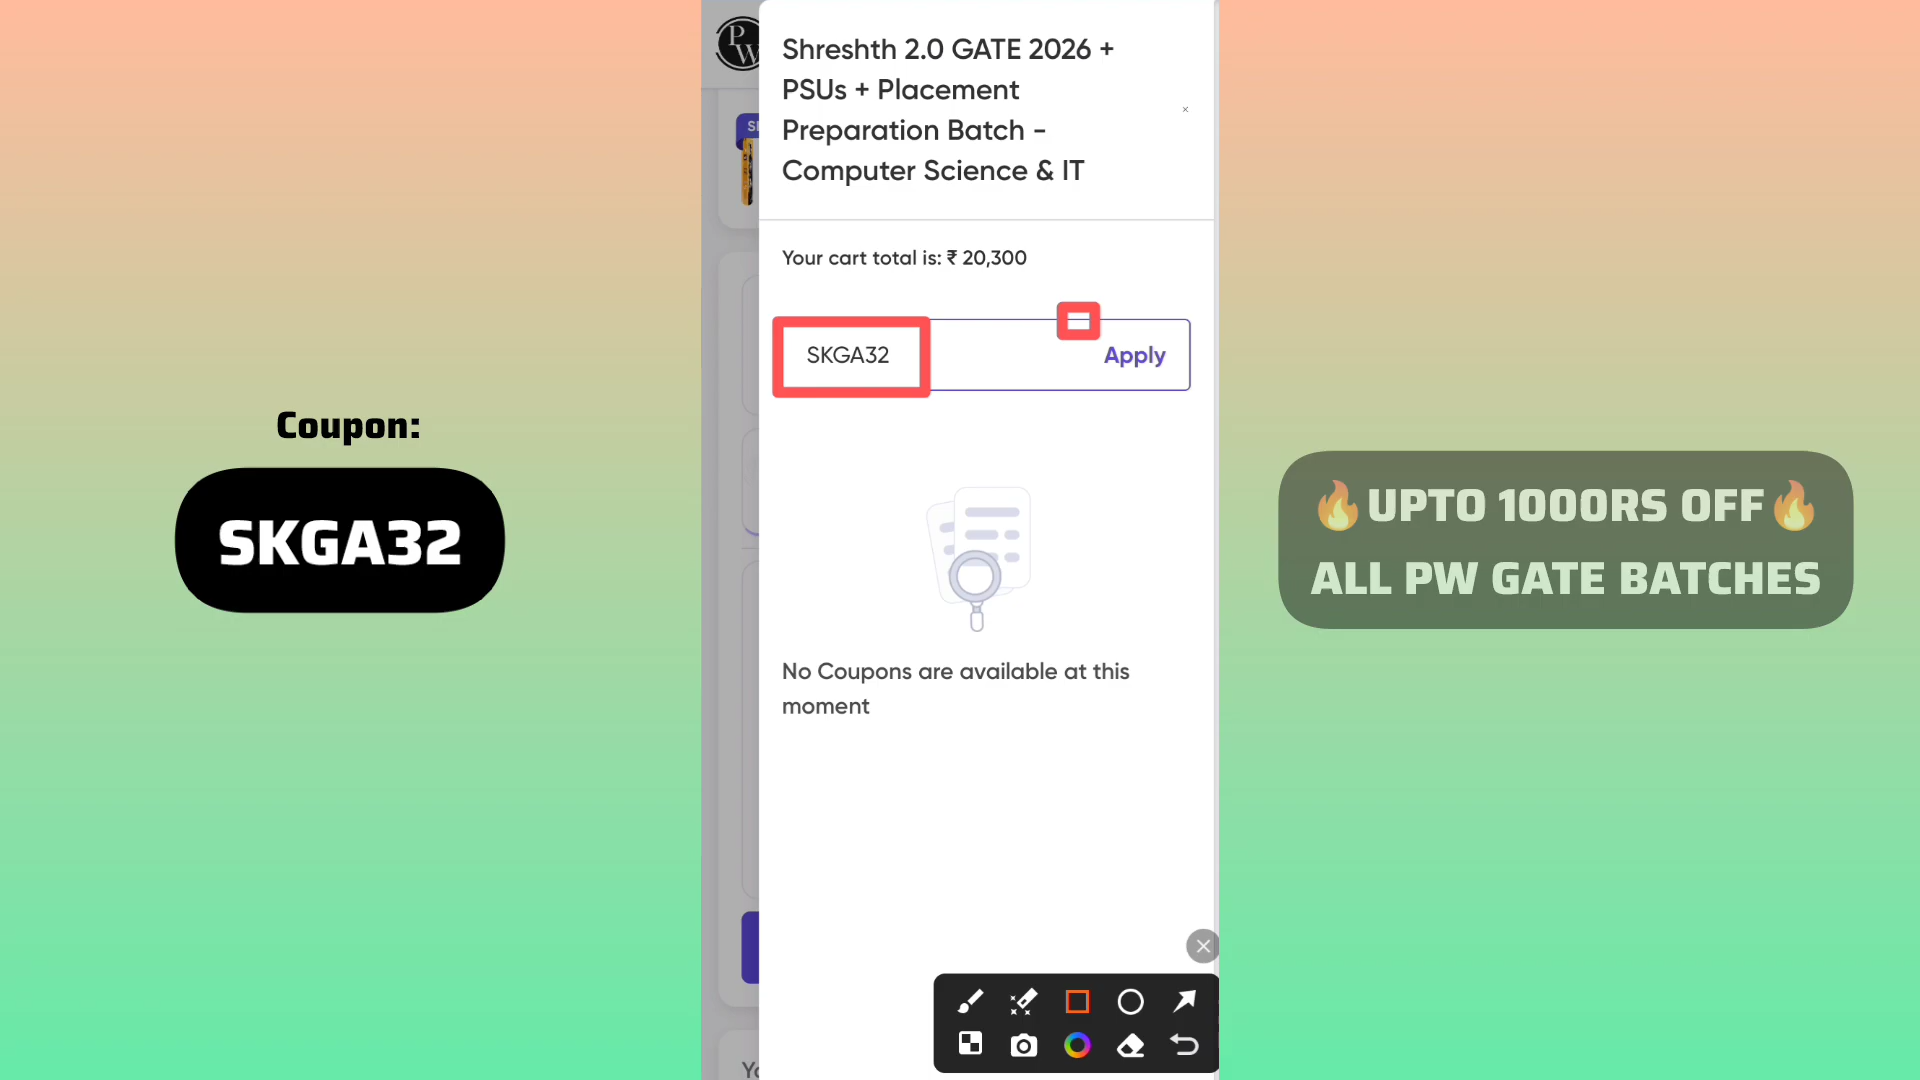 PW
Shreshth 2.0 GATE 2026 +
PSUs + Placement
Preparation Batch -
Computer Science & IT
Your cart total is: ₹ 20,300
SKGA32
Apply
No Coupons are available at this
moment
Coupon:
SKGA32
🔥UPTO 1000RS OFF🔥
ALL PW GATE BATCHES